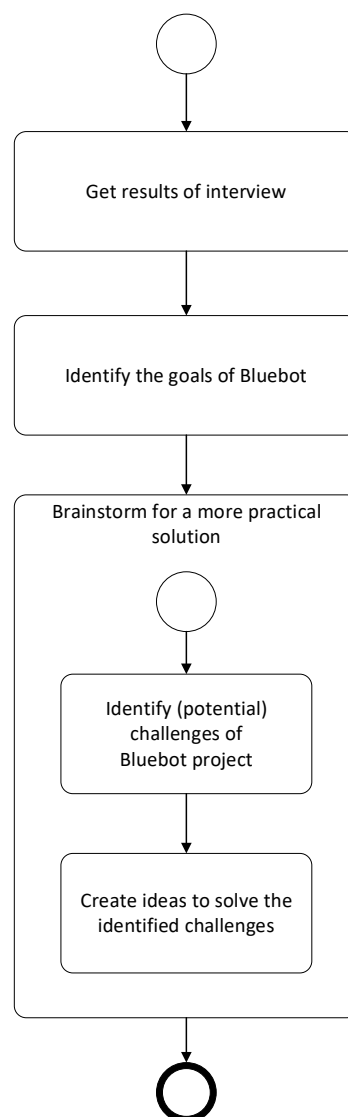 Get results of interview
Identify the goals of Bluebot
Brainstorm for a more practical
solution
Identify (potential)
challenges of
Bluebot project
Create ideas to solve the
identified challenges